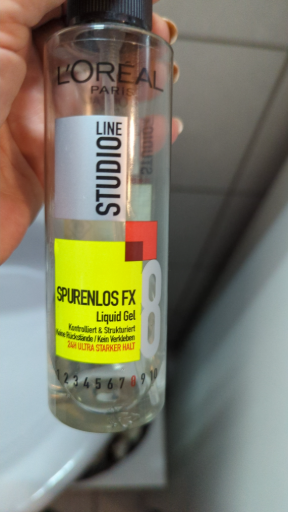 L'ORÉAL
PARIS
STUDIO LINE
SPURENLOS FX
Liquid Gel
Kontrolliert & Strukturiert
Keine Rückstände / Kein Verkleben
24H ULTRA STARKER HALT
8
1 2 3 4 5 6 7 8 9 10